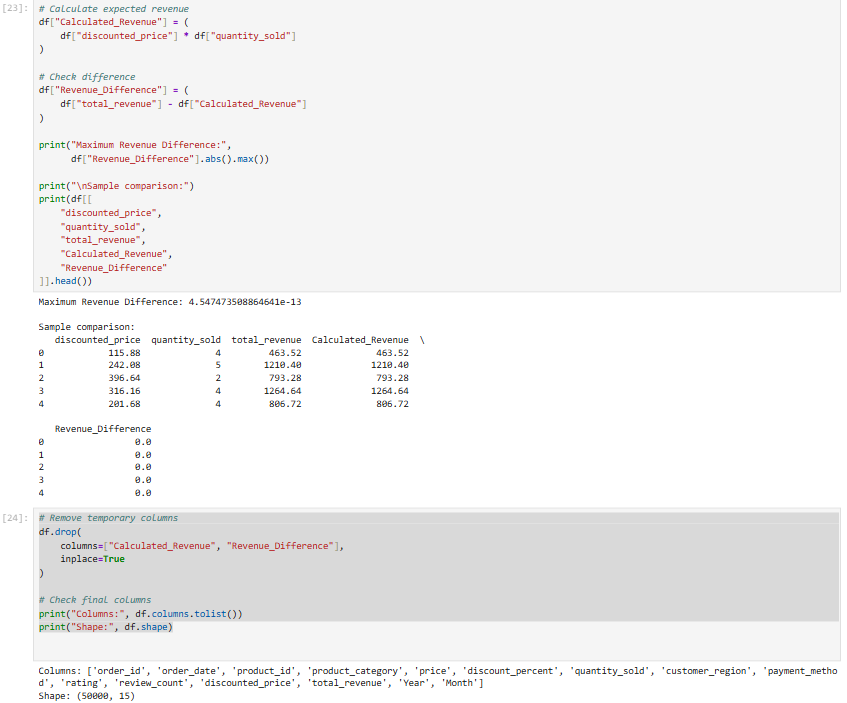 [23]: # Calculate expected revenue
df["Calculated_Revenue"] = (
    df["discounted_price"] * df["quantity_sold"]
)

# Check difference
df["Revenue_Difference"] = (
    df["total_revenue"] - df["Calculated_Revenue"]
)

print("Maximum Revenue Difference:",
      df["Revenue_Difference"].abs().max())

print("\nSample comparison:")
print(df[[
    "discounted_price",
    "quantity_sold",
    "total_revenue",
    "Calculated_Revenue",
    "Revenue_Difference"
]].head())
Maximum Revenue Difference: 4.547473508864641e-13

Sample comparison:
   discounted_price  quantity_sold  total_revenue  Calculated_Revenue  \
0            115.88              4         463.52              463.52
1            242.08              5        1210.40             1210.40
2            396.64              2         793.28              793.28
3            316.16              4        1264.64             1264.64
4            201.68              4         806.72              806.72

   Revenue_Difference
0                 0.0
1                 0.0
2                 0.0
3                 0.0
4                 0.0
[24]: # Remove temporary columns
df.drop(
    columns=["Calculated_Revenue", "Revenue_Difference"],
    inplace=True
)

# Check final columns
print("Columns:", df.columns.tolist())
print("Shape:", df.shape)
Columns: ['order_id', 'order_date', 'product_id', 'product_category', 'price', 'discount_percent', 'quantity_sold', 'customer_region', 'payment_metho
d', 'rating', 'review_count', 'discounted_price', 'total_revenue', 'Year', 'Month']
Shape: (50000, 15)